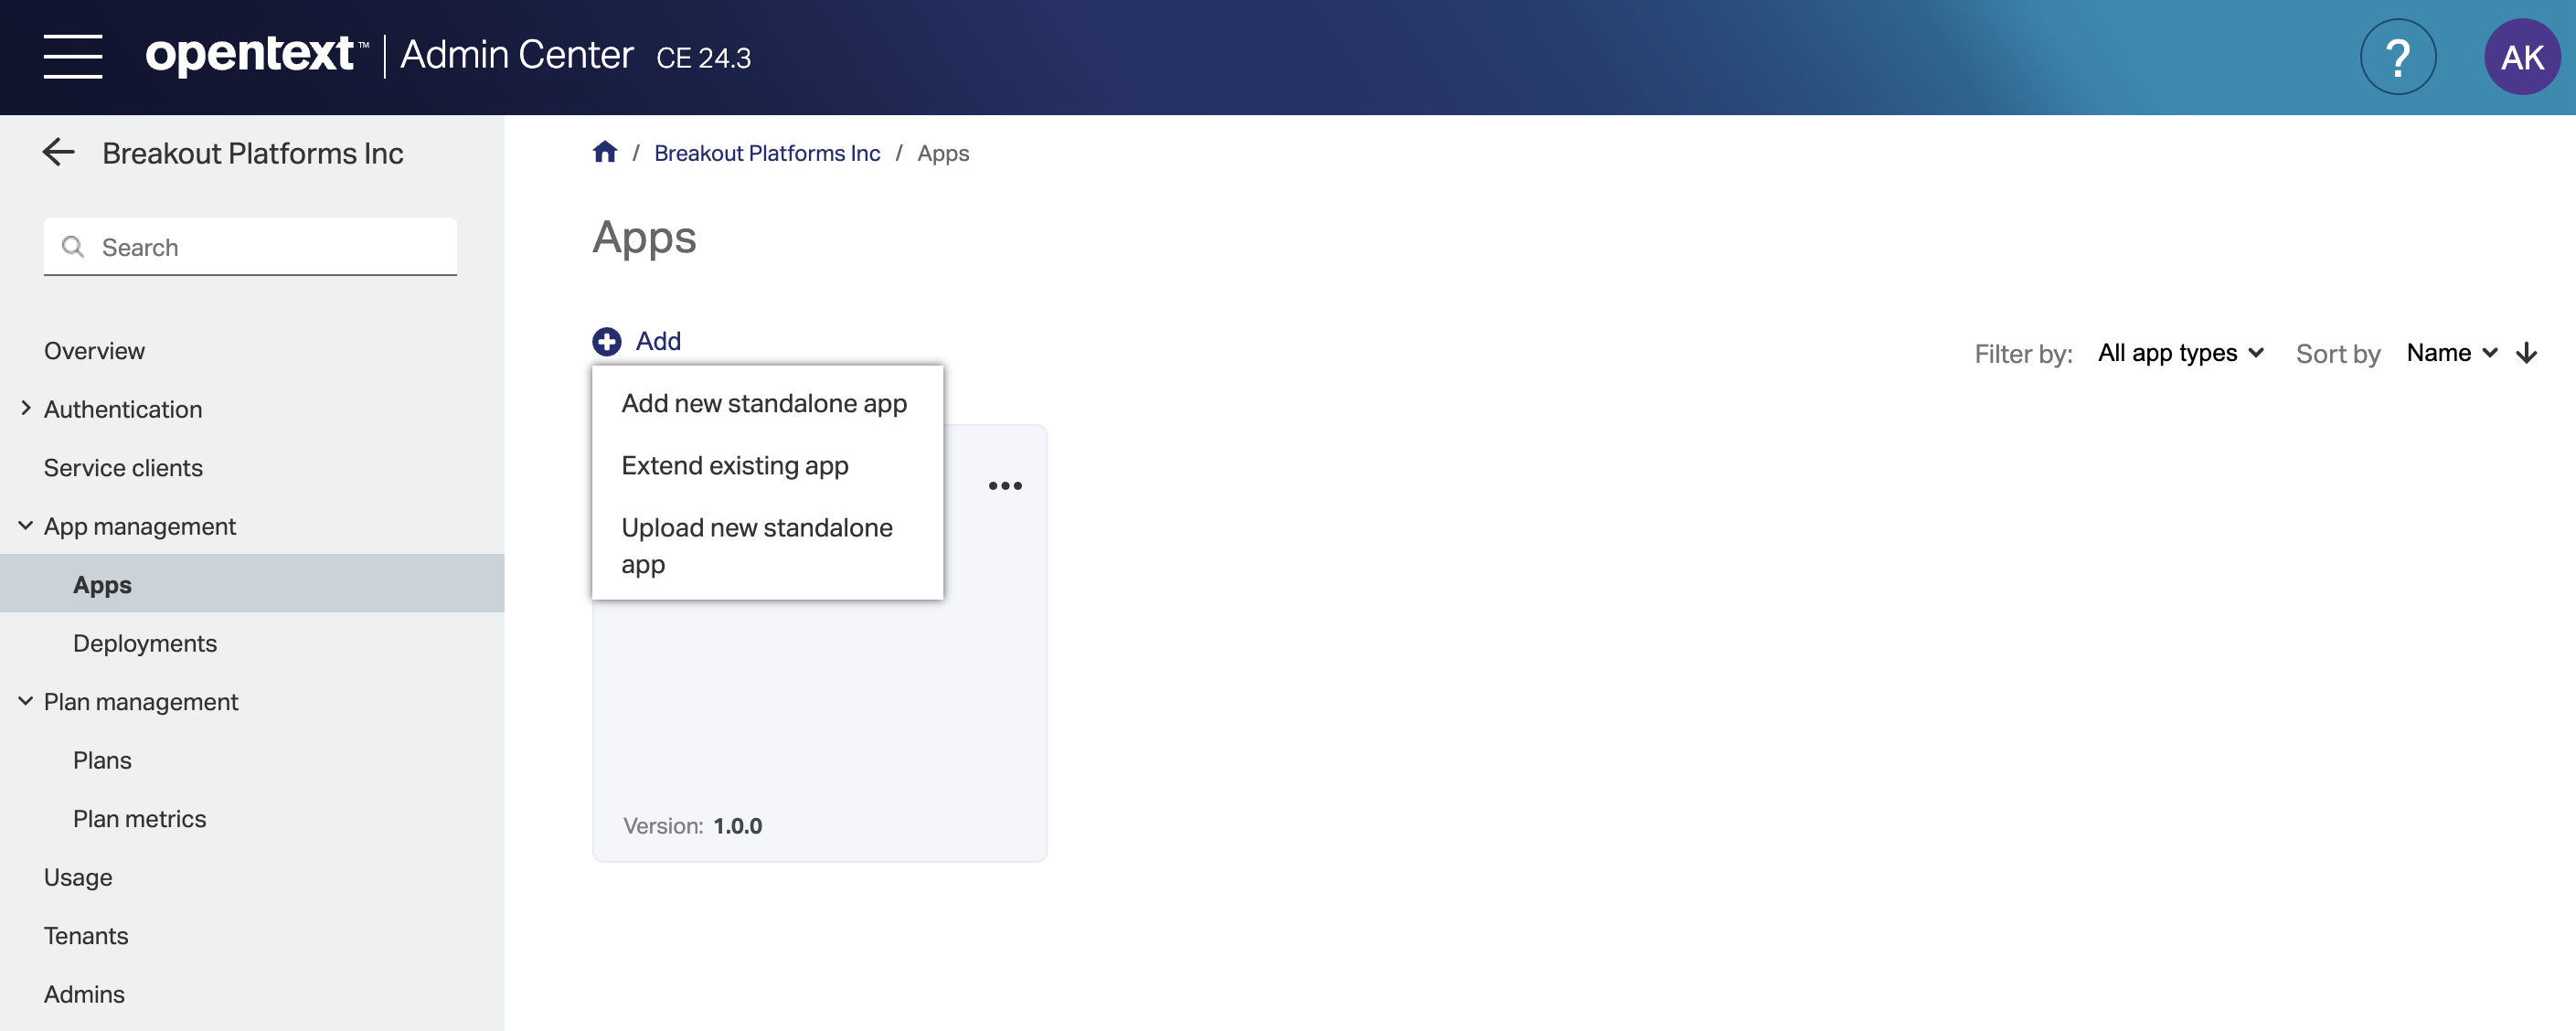 opentext™ | Admin Center CE 24.3
?
AK
Breakout Platforms Inc
Search
Overview
Authentication
Service clients
App management
Apps
Deployments
Plan management
Plans
Plan metrics
Usage
Tenants
Admins
/ Breakout Platforms Inc / Apps
Apps
Add
Filter by: All app types Sort by Name
Add new standalone app
Extend existing app
Upload new standalone
app
Version: 1.0.0